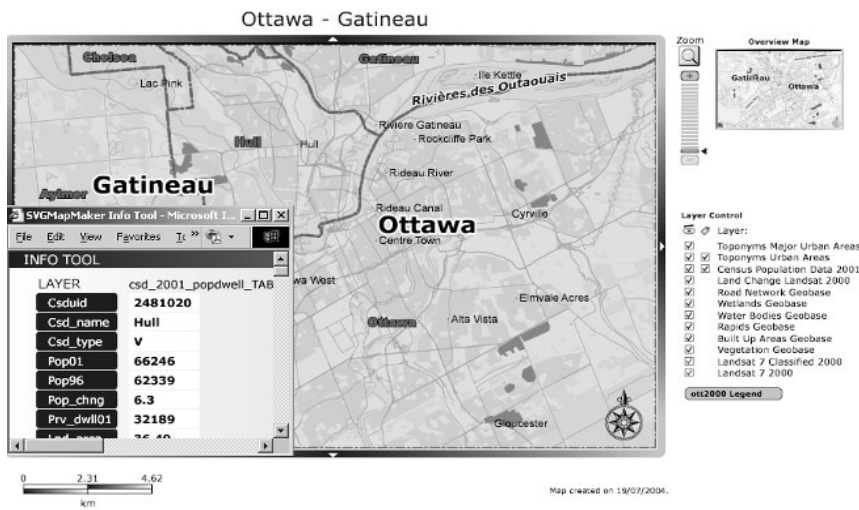 Ottawa - Gatineau
Chelsea
Gatineau
Lac Pink
Ile Kettle
Rivières des Outaouais
Riviere Gatineau
Rockcliffe Park
Hull
Hull
Rideau River
Aylmer
Gatineau
Rideau Canal
Cyrville
Ottawa
Centre Town
wa West
Elmvale Acres
Ottawa
Alta Vista
Gloucester
SVGMapMaker Info Tool - Microsoft I...
File Edit View Favorites Tc »
INFO TOOL
LAYER csd_2001_popdwell_TAB
Csduid 2481020
Csd_name Hull
Csd_type V
Pop01 66246
Pop96 62339
Pop_chng 6.3
Prv_dwll01 32189
0 2.31 4.62
km
Map created on 19/07/2004.
Zoom
Overview Map
Gatineau
Ottawa
Layer Control
Layer:
Toponyms Major Urban Areas
Toponyms Urban Areas
Census Population Data 2001
Land Change Landsat 2000
Road Network Geobase
Wetlands Geobase
Water Bodies Geobase
Rapids Geobase
Built Up Areas Geobase
Vegetation Geobase
Landsat 7 Classified 2000
Landsat 7 2000
ott2000 Legend